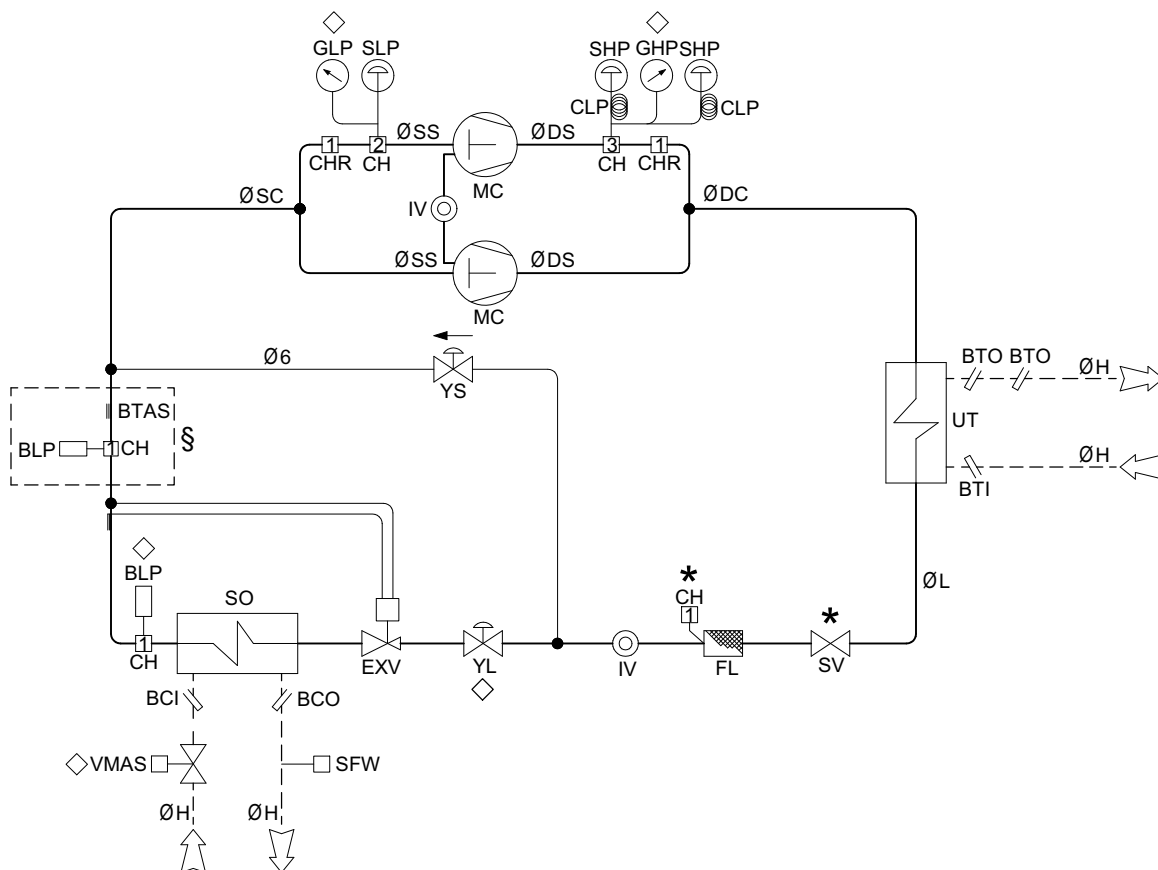 GLP SLP SHP GHP SHP
CLP CLP
ØSS ØDS
1 2 3 1
CHR CH CH CHR
MC
ØSC IV ØDC
ØSS ØDS
MC
Ø6
YS
BTO BTO ØH
BTAS
UT
BLP 1 CH §
ØH
BTI
BLP
* CH
1
ØL
SO
*
1
CH
EXV YL IV FL SV
BCI BCO
VMAS SFW
ØH ØH